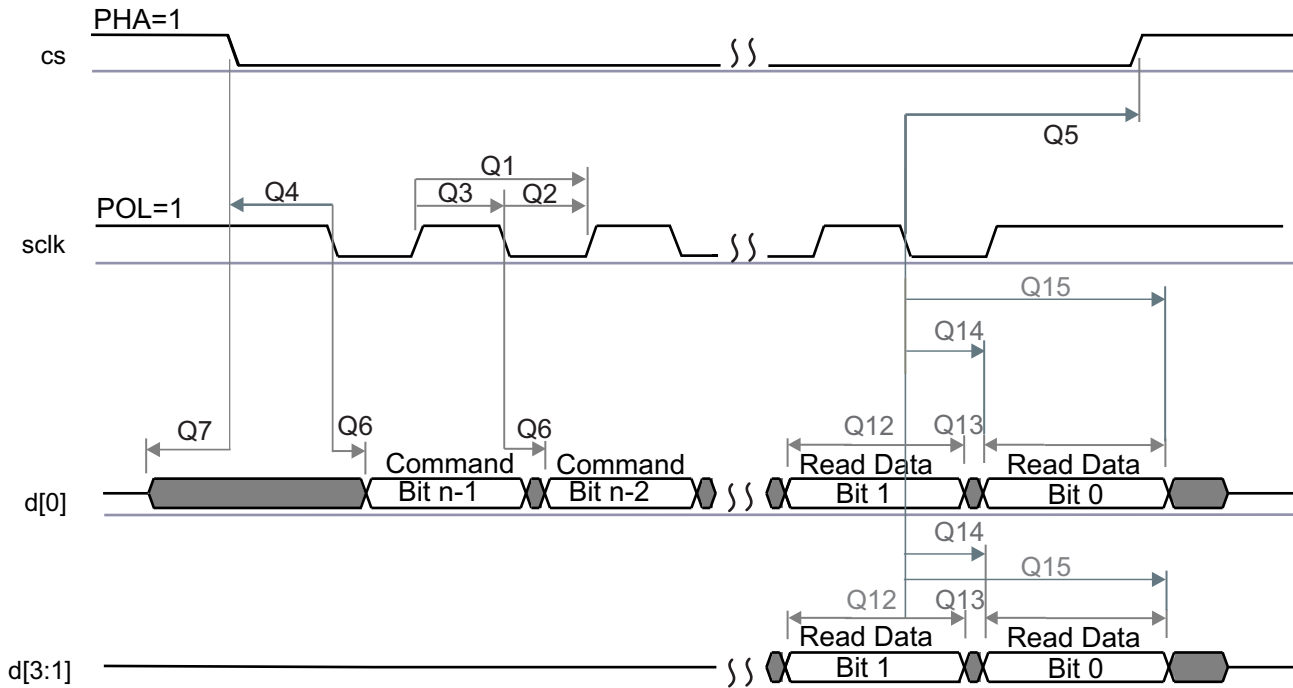 PHA=1
cs
Q5
Q1
Q4 Q3 Q2
POL=1
sclk
Q15
Q14
Q7 Q6 Q6 Q12 Q13
Command Command Read Data Read Data
d[0] Bit n-1 Bit n-2 Bit 1 Bit 0
Q14
Q15
Q12 Q13
Read Data Read Data
d[3:1] Bit 1 Bit 0